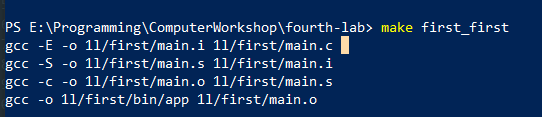 PS E:\Programming\ComputerWorkshop\fourth-lab> make first_first
gcc -E -o 1l/first/main.i 1l/first/main.c
gcc -S -o 1l/first/main.s 1l/first/main.i
gcc -c -o 1l/first/main.o 1l/first/main.s
gcc -o 1l/first/bin/app 1l/first/main.o